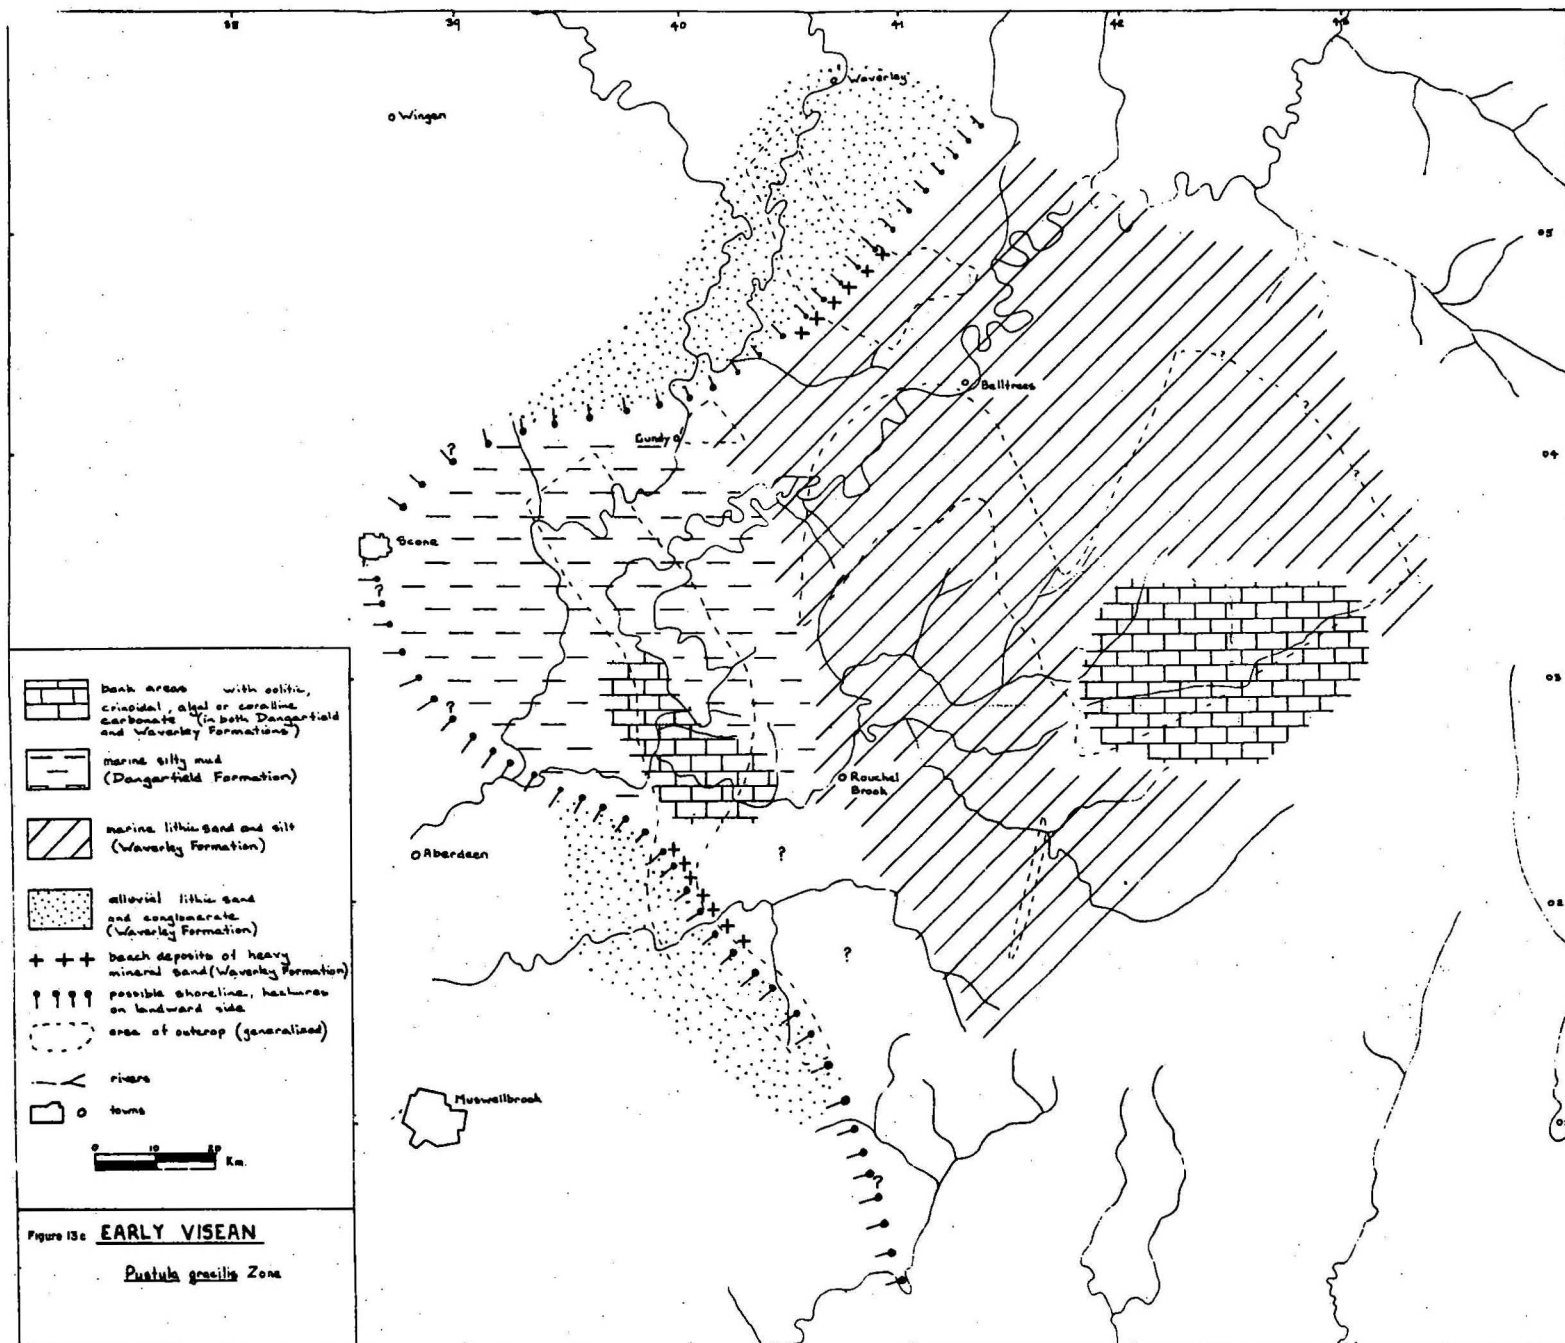 38 39 40 41 42 43
Waverley
Wingen
05
Belltrees
Gundy
?
04
Scone
?
03
?
Rouchel
Brook
Aberdeen
?
02
?
Muswellbrook
?
bank areas with oolitic,
crinoidal, algal or coralline
carbonate (in both Dangarfield
and Waverley Formations)
marine silty mud
(Dangarfield Formation)
marine lithic sand and silt
(Waverley Formation)
alluvial lithic sand
and conglomerate
(Waverley Formation)
beach deposits of heavy
mineral sand (Waverley Formation)
possible shoreline, hachures
on landward side
area of outcrop (generalised)
rivers
towns
0 10 20
Km.
Figure 13c EARLY VISEAN
Pustula gracilis Zone